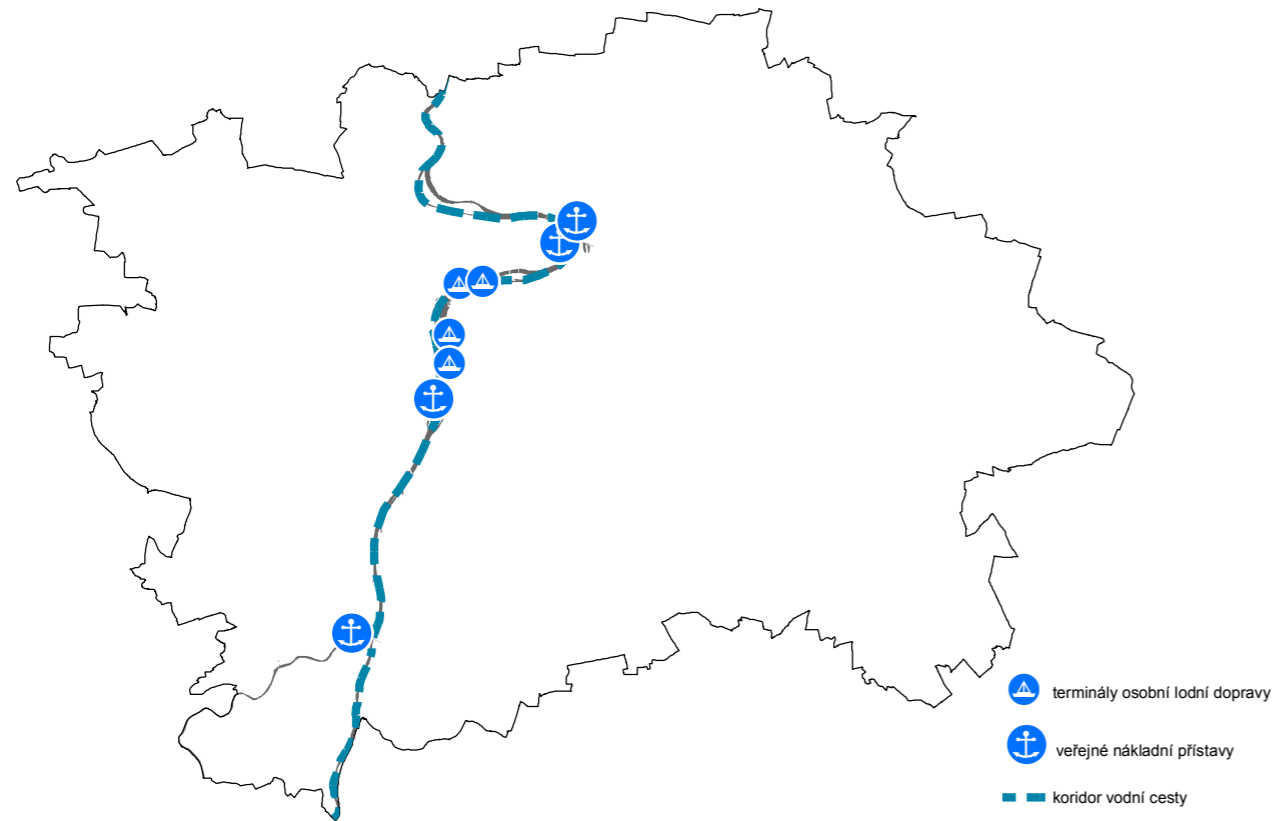 terminály osobní lodní dopravy
veřejné nákladní přístavy
koridor vodní cesty